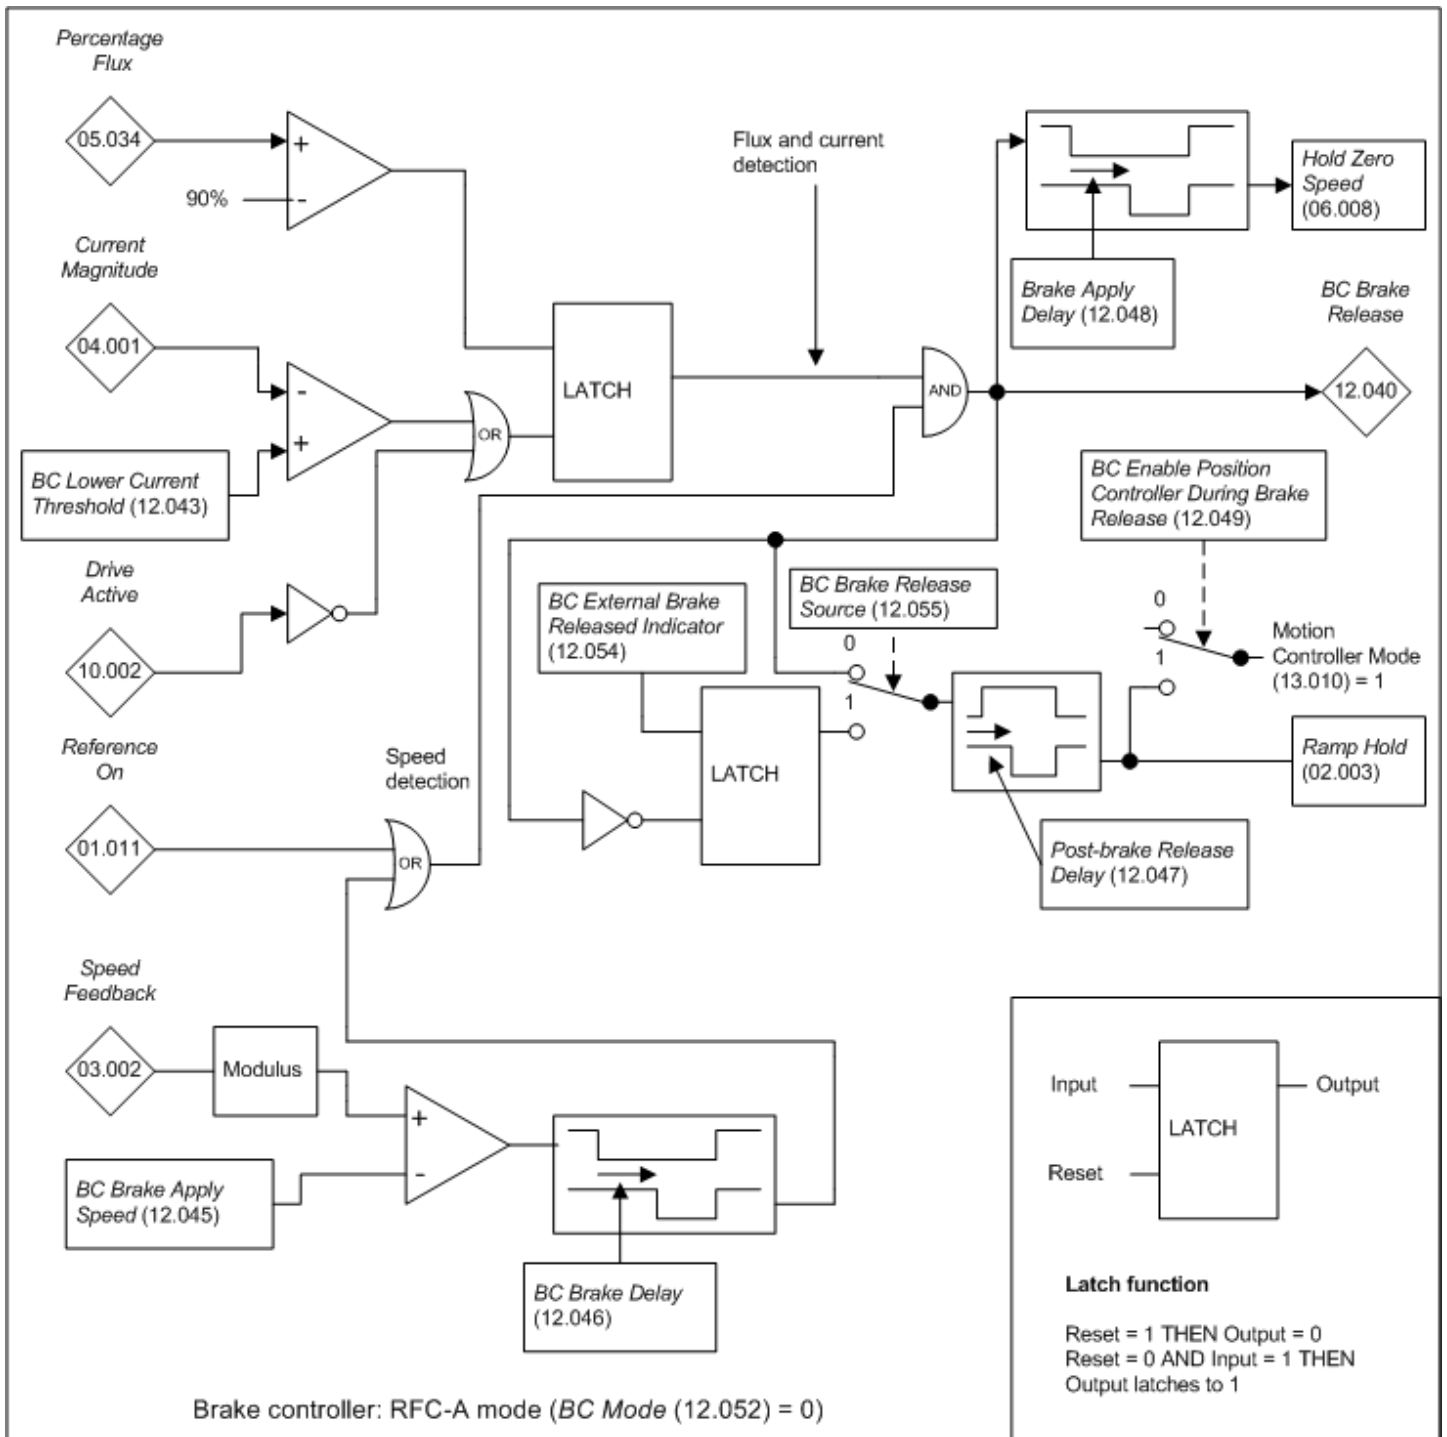 Percentage
Flux
05.034
+
90%
-
Flux and current
detection
Hold Zero
Speed
(06.008)
Current
Magnitude
04.001
-
+
BC Lower Current
Threshold (12.043)
OR
LATCH
AND
Brake Apply
Delay (12.048)
BC Brake
Release
12.040
Drive
Active
10.002
BC External Brake
Released Indicator
(12.054)
BC Brake Release
Source (12.055)
0
1
BC Enable Position
Controller During Brake
Release (12.049)
0
1
Motion
Controller Mode
(13.010) = 1
LATCH
Ramp Hold
(02.003)
Post-brake Release
Delay (12.047)
Reference
On
01.011
Speed
detection
OR
Speed
Feedback
03.002
Modulus
+
-
BC Brake Apply
Speed (12.045)
BC Brake Delay
(12.046)
Input
Output
LATCH
Reset
Latch function
Reset = 1 THEN Output = 0
Reset = 0 AND Input = 1 THEN
Output latches to 1
Brake controller: RFC-A mode (BC Mode (12.052) = 0)